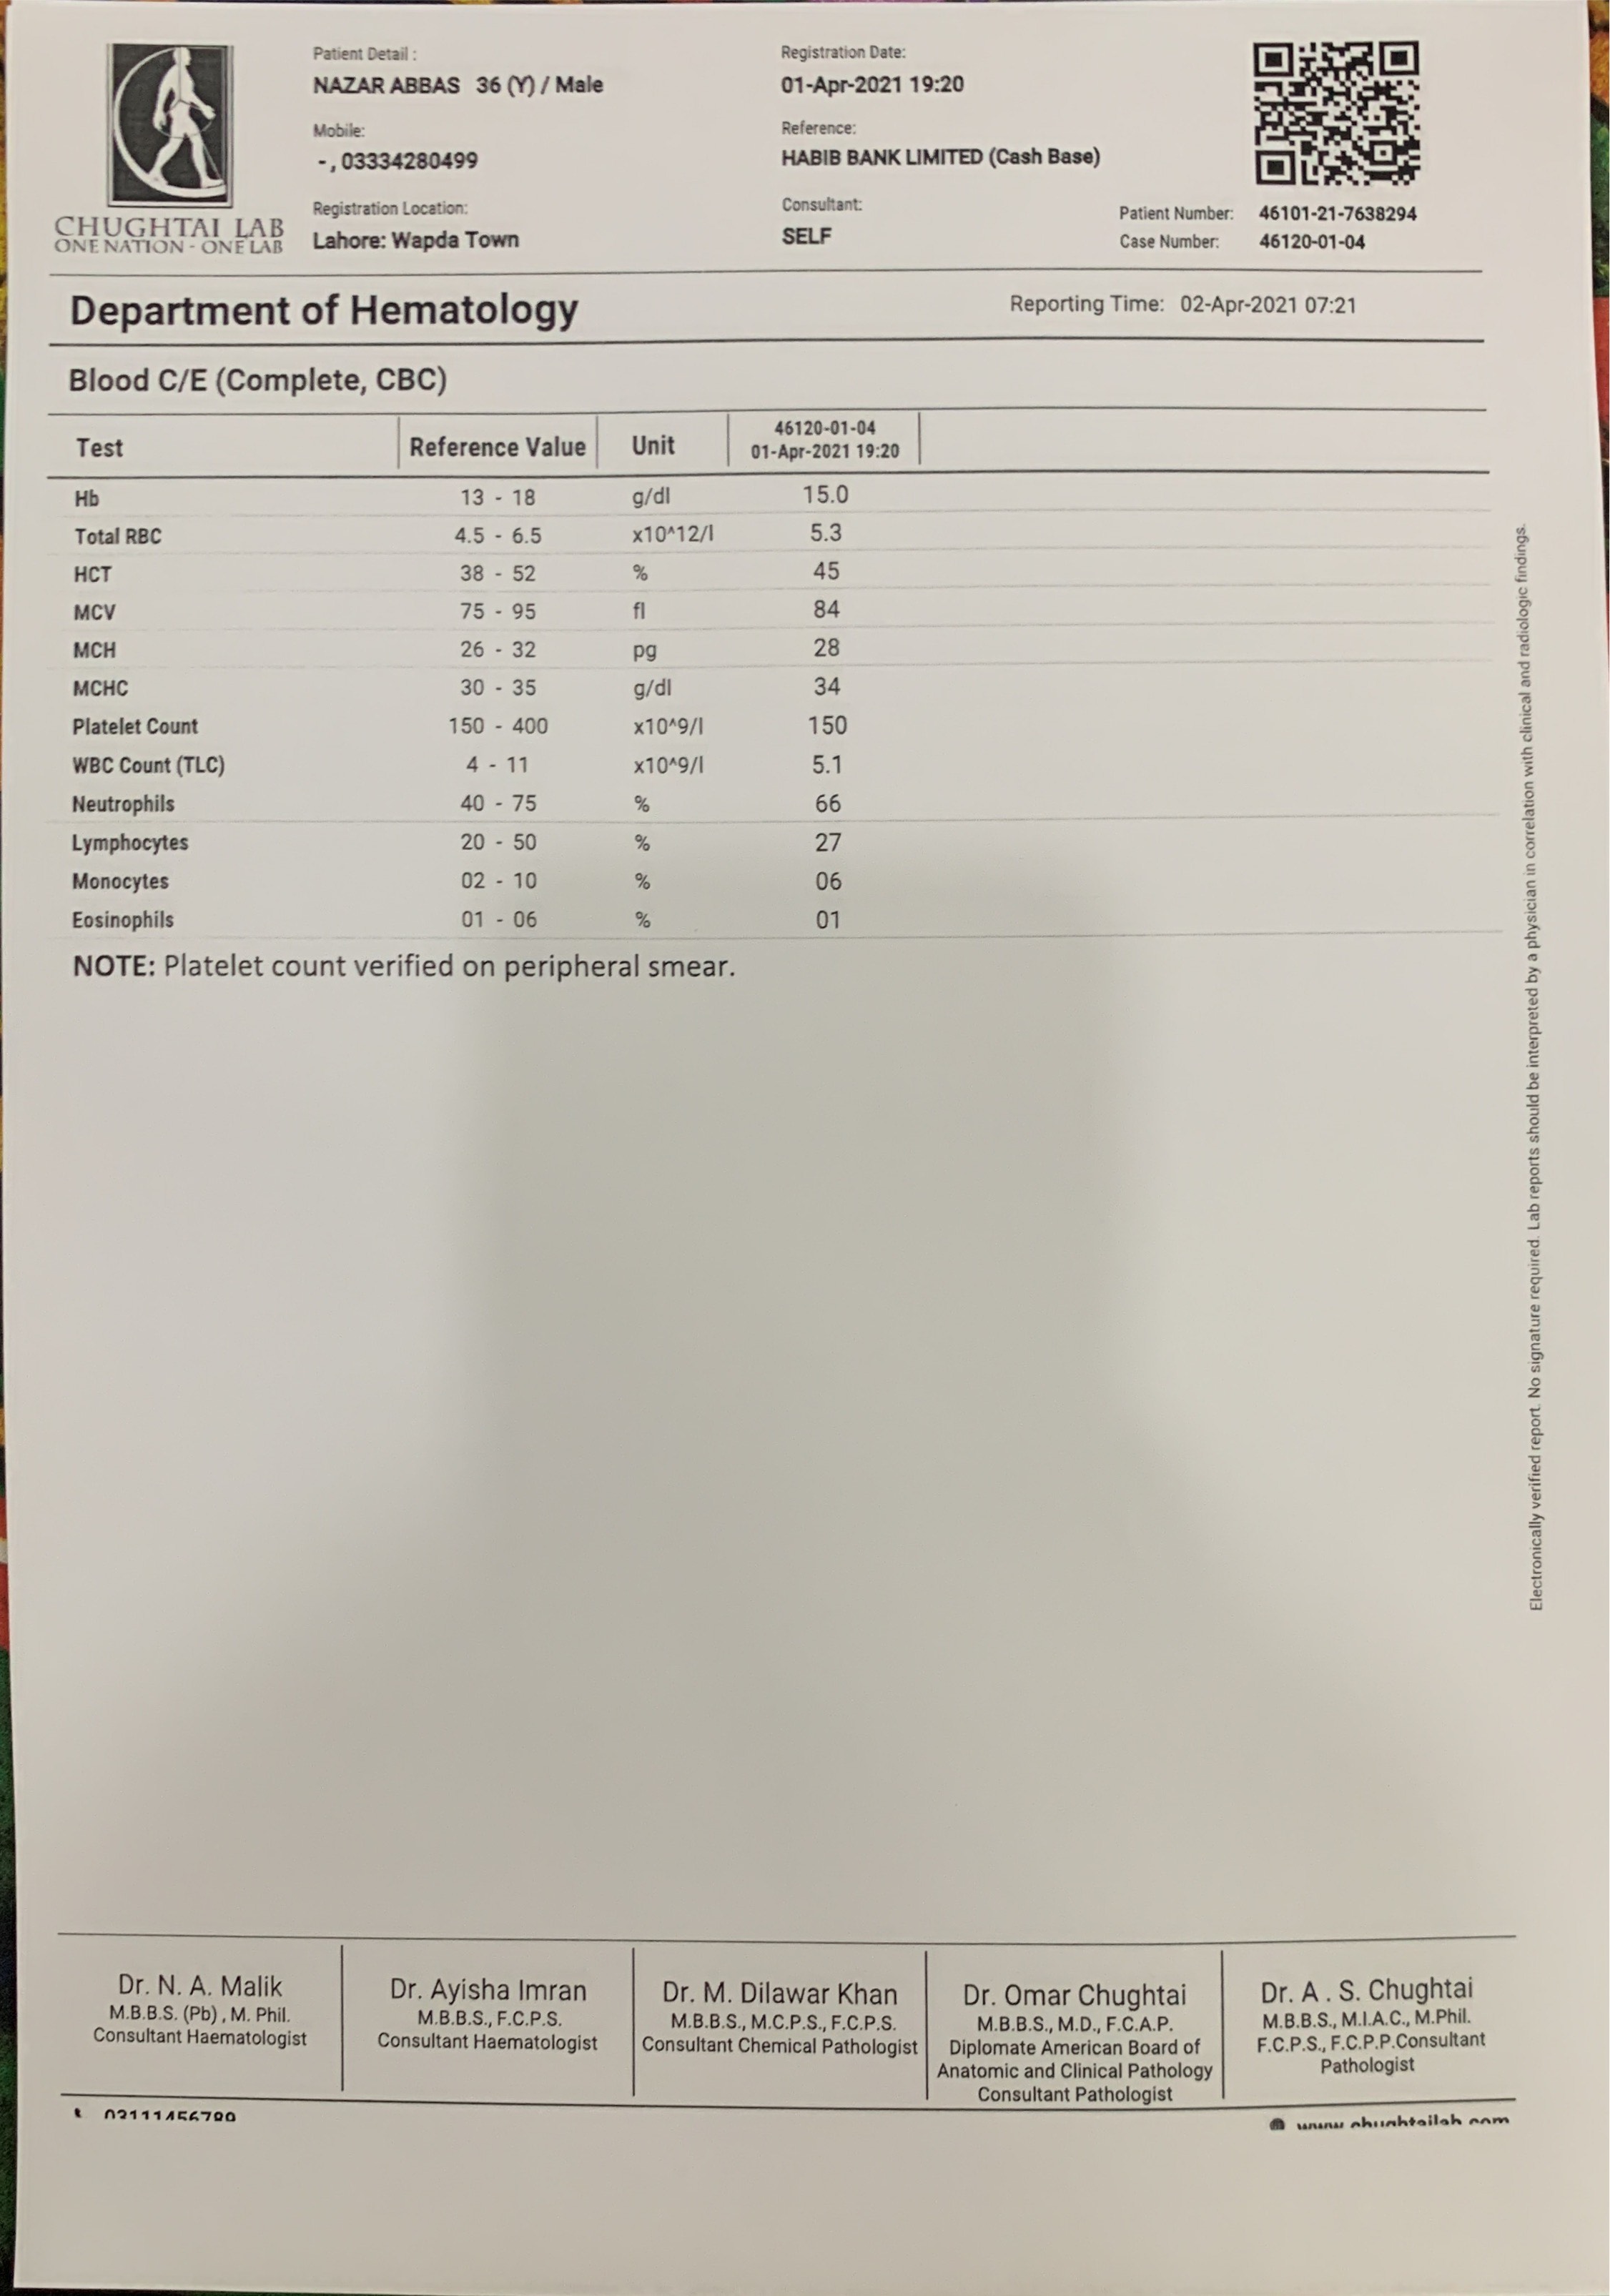 CHUGHTAI LAB
ONE NATION - ONE LAB
Patient Detail :
NAZAR ABBAS 36 (Y) / Male
Mobile:
- , 03334280499
Registration Location:
Lahore: Wapda Town
Registration Date:
01-Apr-2021 19:20
Reference:
HABIB BANK LIMITED (Cash Base)
Consultant:
SELF
Patient Number: 46101-21-7638294
Case Number: 46120-01-04
Department of Hematology
Reporting Time: 02-Apr-2021 07:21
Blood C/E (Complete, CBC)
Test Reference Value Unit 46120-01-04
01-Apr-2021 19:20
Hb 13 - 18 g/dl 15.0
Total RBC 4.5 - 6.5 x10^12/l 5.3
HCT 38 - 52 % 45
MCV 75 - 95 fl 84
MCH 26 - 32 pg 28
MCHC 30 - 35 g/dl 34
Platelet Count 150 - 400 x10^9/l 150
WBC Count (TLC) 4 - 11 x10^9/l 5.1
Neutrophils 40 - 75 % 66
Lymphocytes 20 - 50 % 27
Monocytes 02 - 10 % 06
Eosinophils 01 - 06 % 01
NOTE: Platelet count verified on peripheral smear.
Electronically verified report. No signature required. Lab reports should be interpreted by a physician in correlation with clinical and radiologic findings.
Dr. N. A. Malik
M.B.B.S. (Pb) , M. Phil.
Consultant Haematologist
Dr. Ayisha Imran
M.B.B.S., F.C.P.S.
Consultant Haematologist
Dr. M. Dilawar Khan
M.B.B.S., M.C.P.S., F.C.P.S.
Consultant Chemical Pathologist
Dr. Omar Chughtai
M.B.B.S., M.D., F.C.A.P.
Diplomate American Board of
Anatomic and Clinical Pathology
Consultant Pathologist
Dr. A . S. Chughtai
M.B.B.S., M.I.A.C., M.Phil.
F.C.P.S., F.C.P.P.Consultant
Pathologist
03111456789
www.chughtailab.com